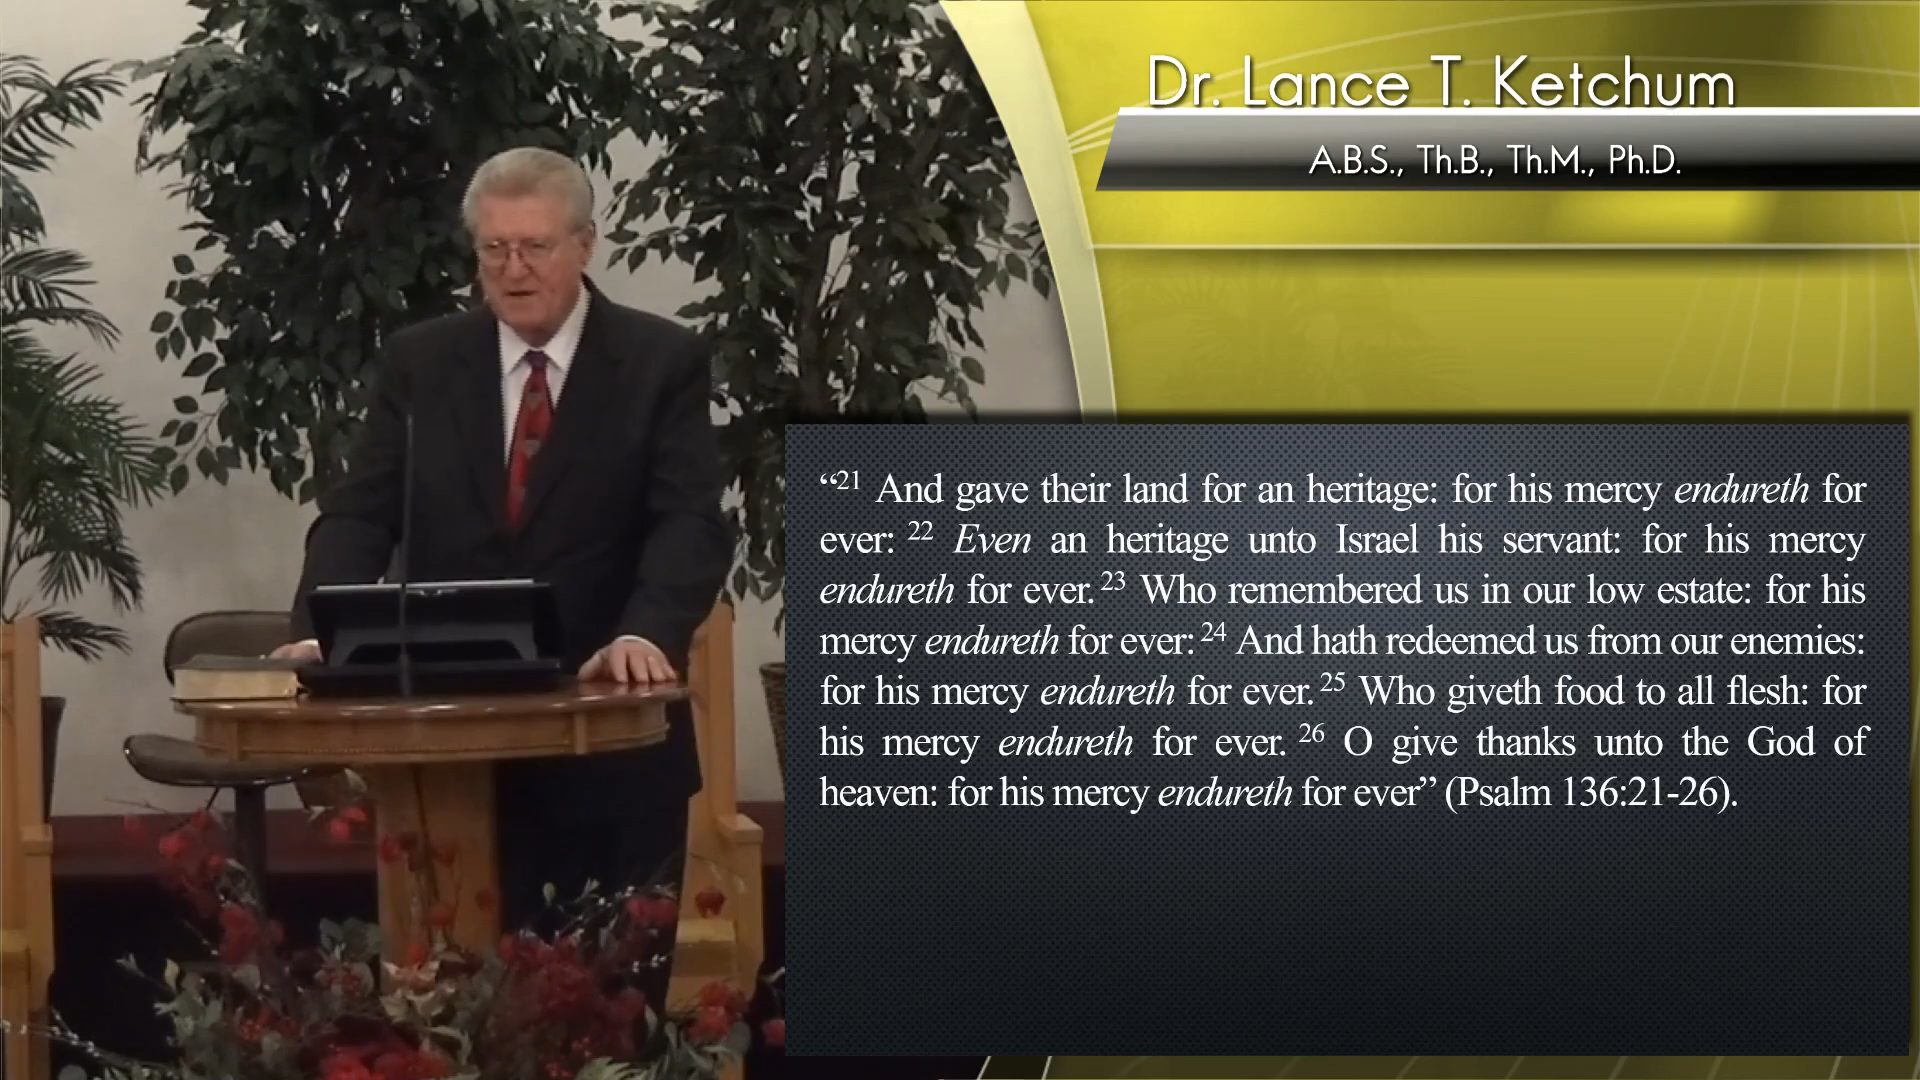 Dr. Lance T. Ketchum
A.B.S., Th.B., Th.M., Ph.D.
“21 And gave their land for an heritage: for his mercy endureth for
ever: 22 Even an heritage unto Israel his servant: for his mercy
endureth for ever. 23 Who remembered us in our low estate: for his
mercy endureth for ever: 24 And hath redeemed us from our enemies:
for his mercy endureth for ever. 25 Who giveth food to all flesh: for
his mercy endureth for ever. 26 O give thanks unto the God of
heaven: for his mercy endureth for ever” (Psalm 136:21-26).